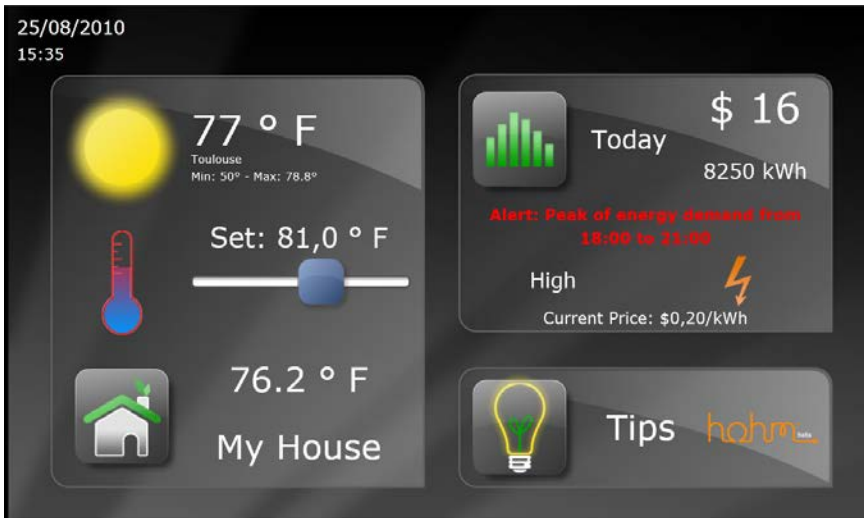 25/08/2010
15:35
77 ° F
Toulouse
Min: 50° - Max: 78.8°
Set: 81,0 ° F
76.2 ° F
My House
$ 16
Today
8250 kWh
Alert: Peak of energy demand from
18:00 to 21:00
High
Current Price: $0,20/kWh
Tips
hohm
beta